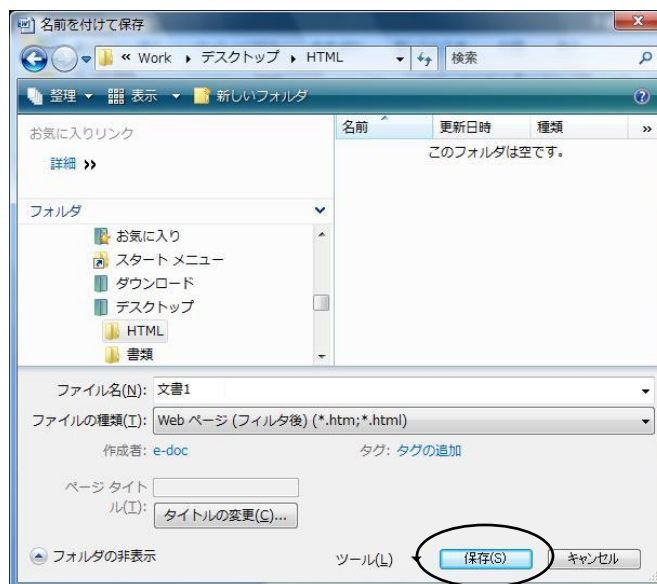 名前を付けて保存
« Work ▸ デスクトップ ▸ HTML
検索
整理 表示 新しいフォルダ
お気に入りリンク
詳細 »
名前 更新日時 種類 »
このフォルダは空です。
フォルダ
お気に入り
スタート メニュー
ダウンロード
デスクトップ
HTML
書類
ファイル名(N): 文書1
ファイルの種類(T): Web ページ (フィルタ後) (*.htm;*.html)
作成者: e-doc タグ: タグの追加
ページ タイト
ル(I):
タイトルの変更(C)...
フォルダの非表示 ツール(L) 保存(S) キャンセル